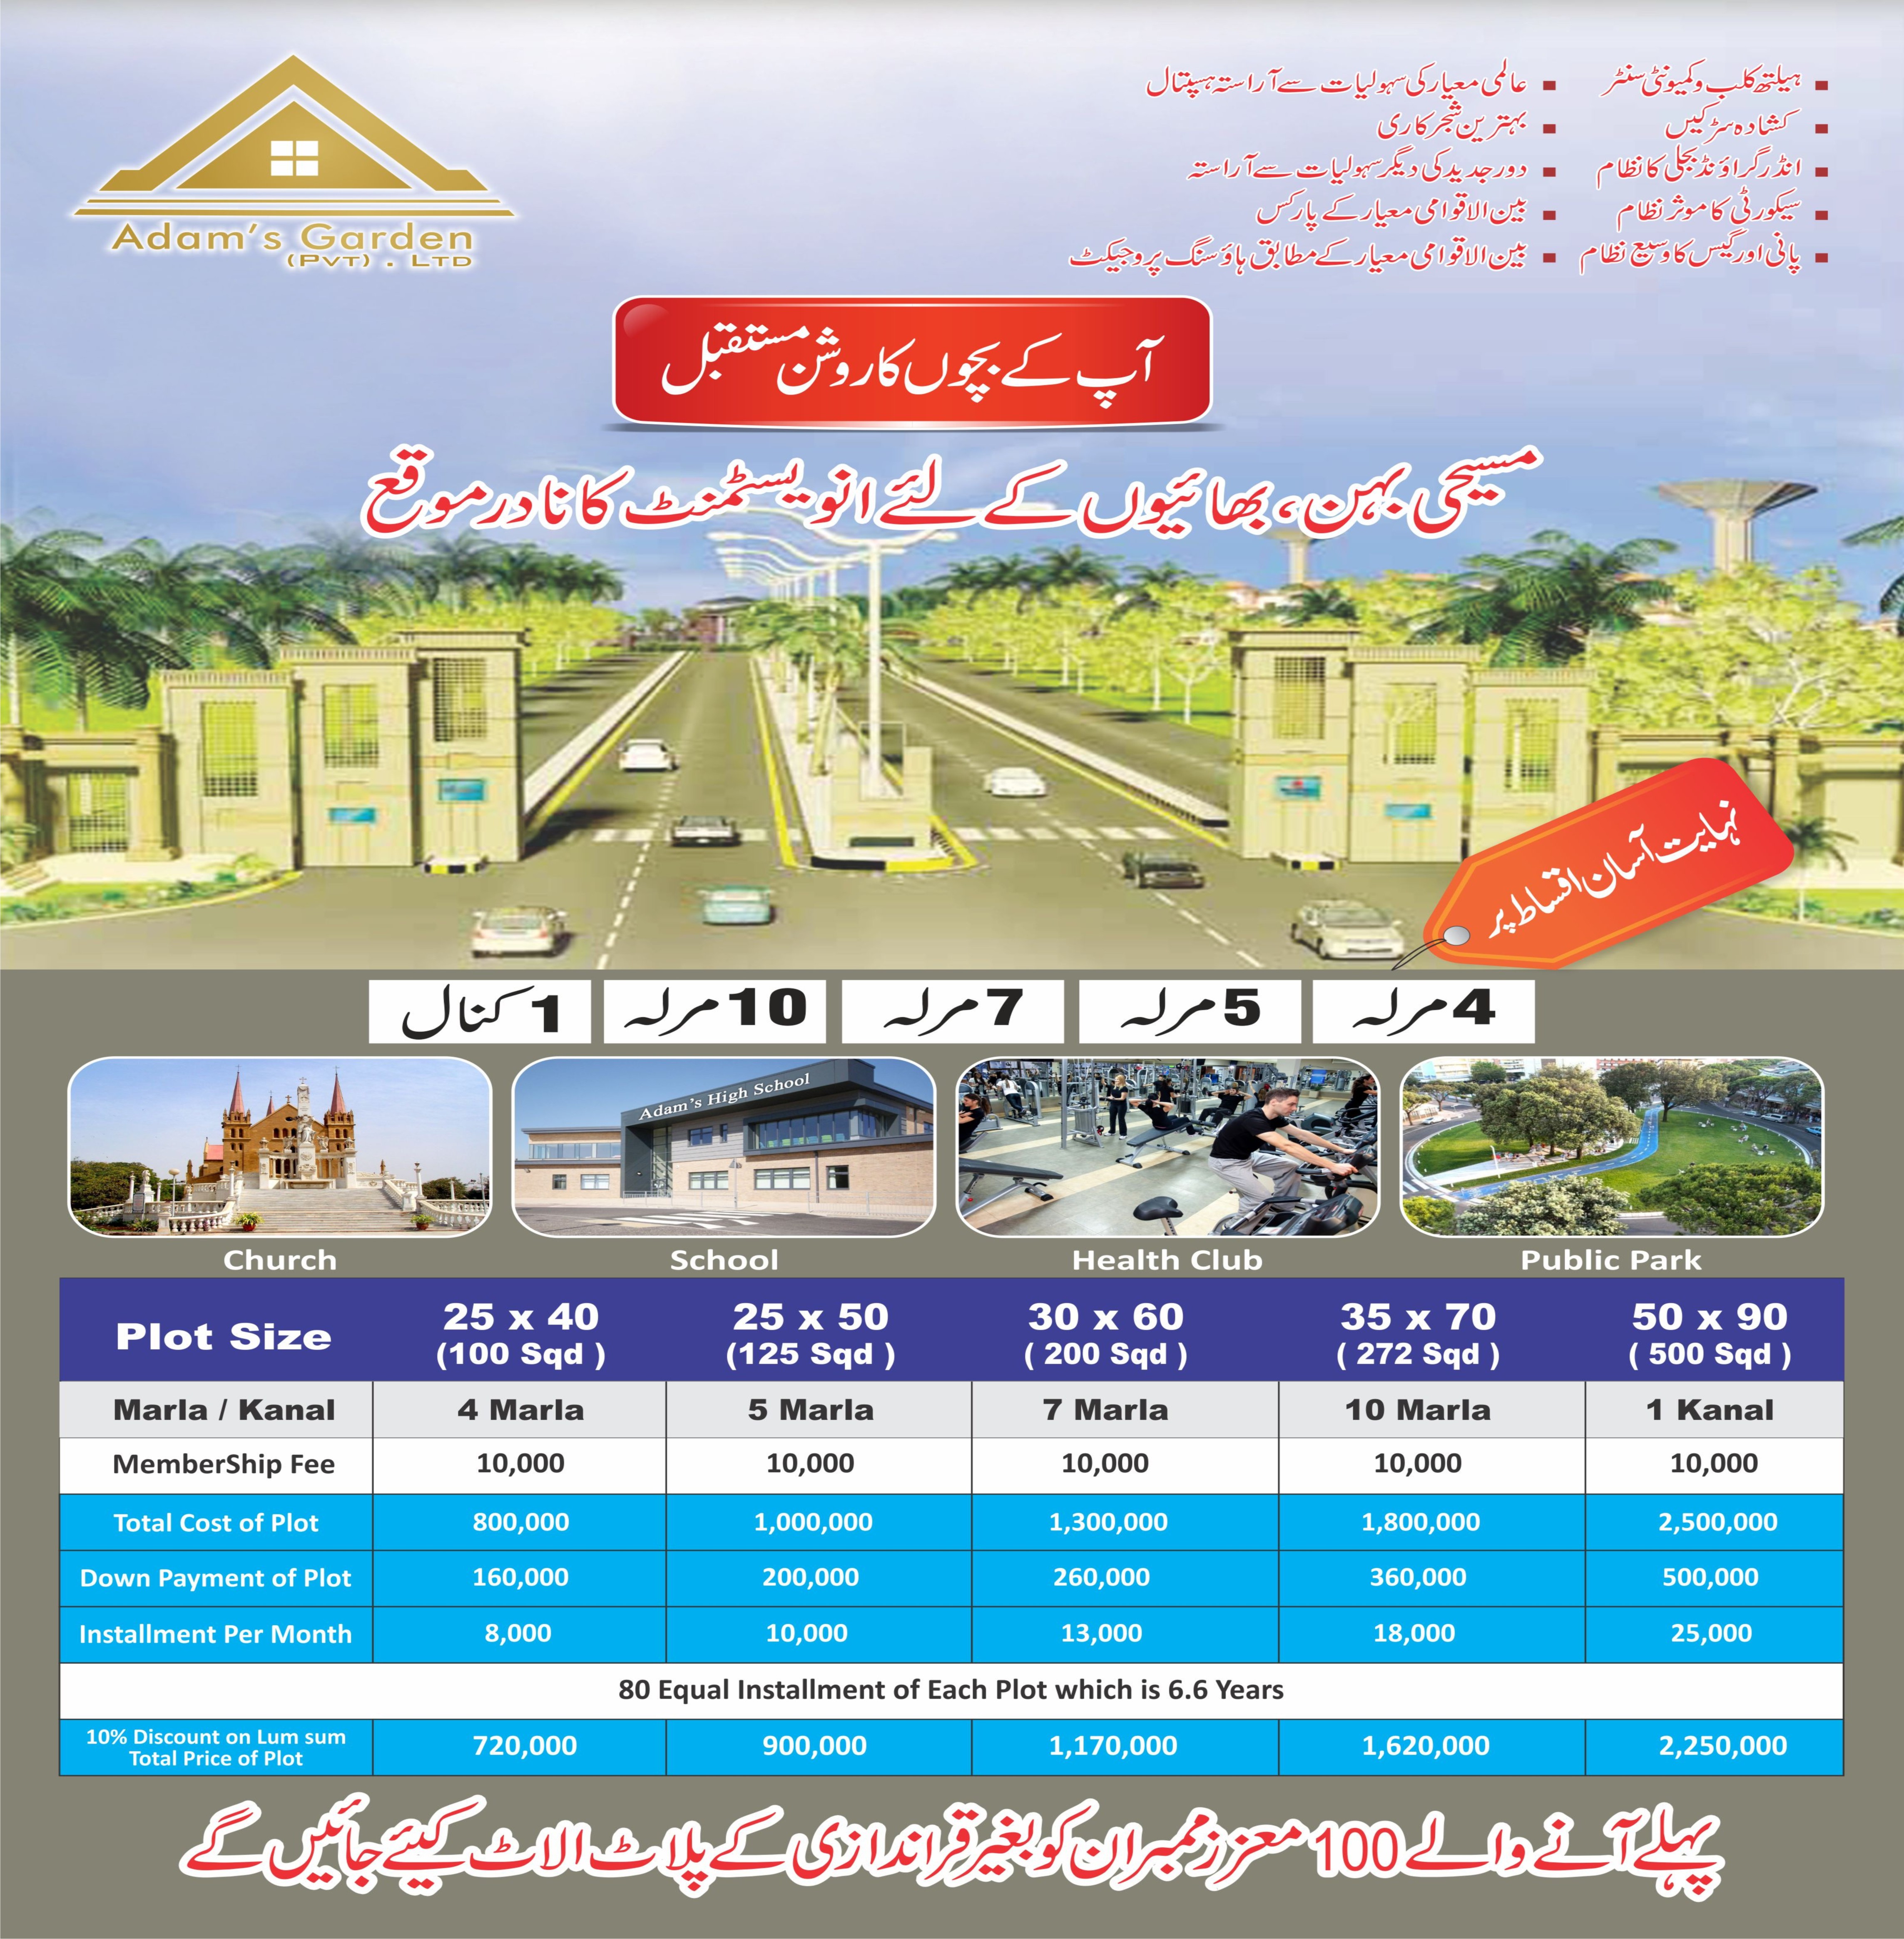 Adam's Garden
(PVT) . LTD
ہیلتھ کلب و کمیونٹی سنٹر
کشادہ سڑکیں
انڈر گراؤنڈ بجلی کا نظام
سیکورٹی کا موثر نظام
پانی اور گیس کا وسیع نظام
عالمی معیار کی سہولیات سے آراستہ ہسپتال
بہترین شجر کاری
دور جدید کی دیگر سہولیات سے آراستہ
بین الاقوامی معیار کے پارکس
بین الاقوامی معیار کے مطابق ہاؤسنگ پروجیکٹ
آپ کے بچوں کا روشن مستقبل
مسیحی بہن، بھائیوں کے لئے انویسٹمنٹ کا نادر موقع
نہایت آسان اقساط پر
4 مرلہ 5 مرلہ 7 مرلہ 10 مرلہ 1 کنال
Adam's High School
Church School Health Club Public Park
Plot Size 25 x 40 25 x 50 30 x 60 35 x 70 50 x 90
(100 Sqd ) (125 Sqd ) ( 200 Sqd ) ( 272 Sqd ) ( 500 Sqd )
Marla / Kanal 4 Marla 5 Marla 7 Marla 10 Marla 1 Kanal
MemberShip Fee 10,000 10,000 10,000 10,000 10,000
Total Cost of Plot 800,000 1,000,000 1,300,000 1,800,000 2,500,000
Down Payment of Plot 160,000 200,000 260,000 360,000 500,000
Installment Per Month 8,000 10,000 13,000 18,000 25,000
80 Equal Installment of Each Plot which is 6.6 Years
10% Discount on Lum sum
Total Price of Plot 720,000 900,000 1,170,000 1,620,000 2,250,000
پہلے آنے والے 100 معزز ممبران کو بغیر قراندازی کے پلاٹ الاٹ کیئے جائیں گے